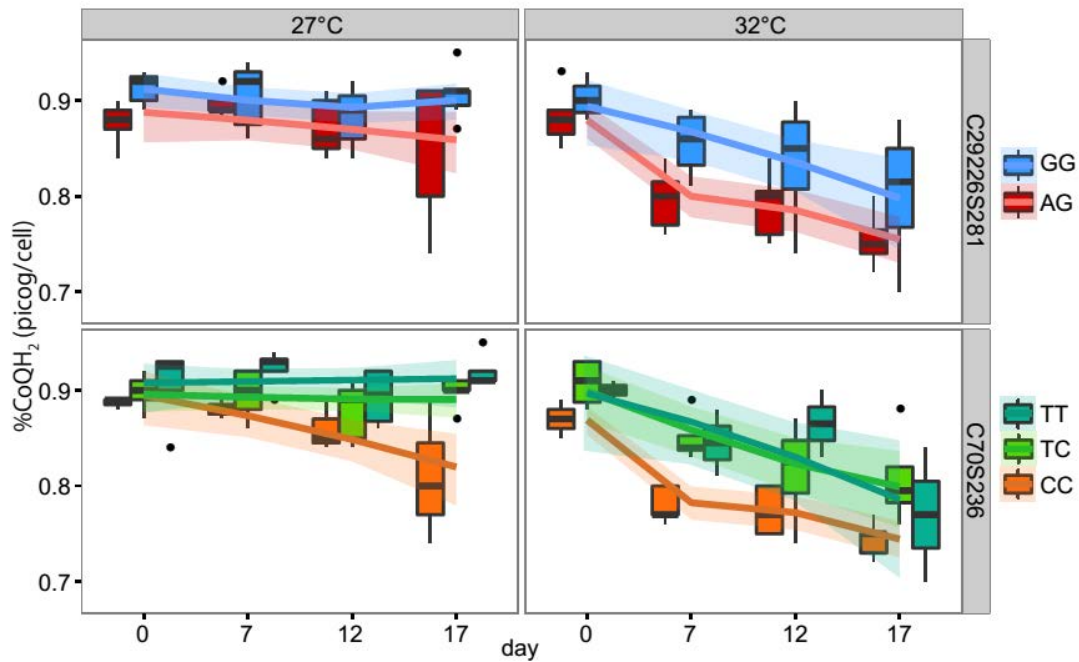 27°C 32°C
0.9
0.8
0.7
C29226S281
GG
AG
%CoQH2 (picog/cell)
0.9
0.8
0.7
C70S236
TT
TC
CC
0 7 12 17 0 7 12 17
day